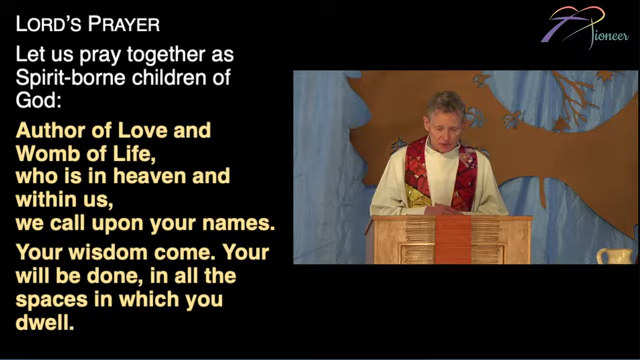 LORD'S PRAYER
Let us pray together as
Spirit-borne children of
God:
Author of Love and
Womb of Life,
who is in heaven and
within us,
we call upon your names.
Your wisdom come. Your
will be done, in all the
spaces in which you
dwell.
Pioneer